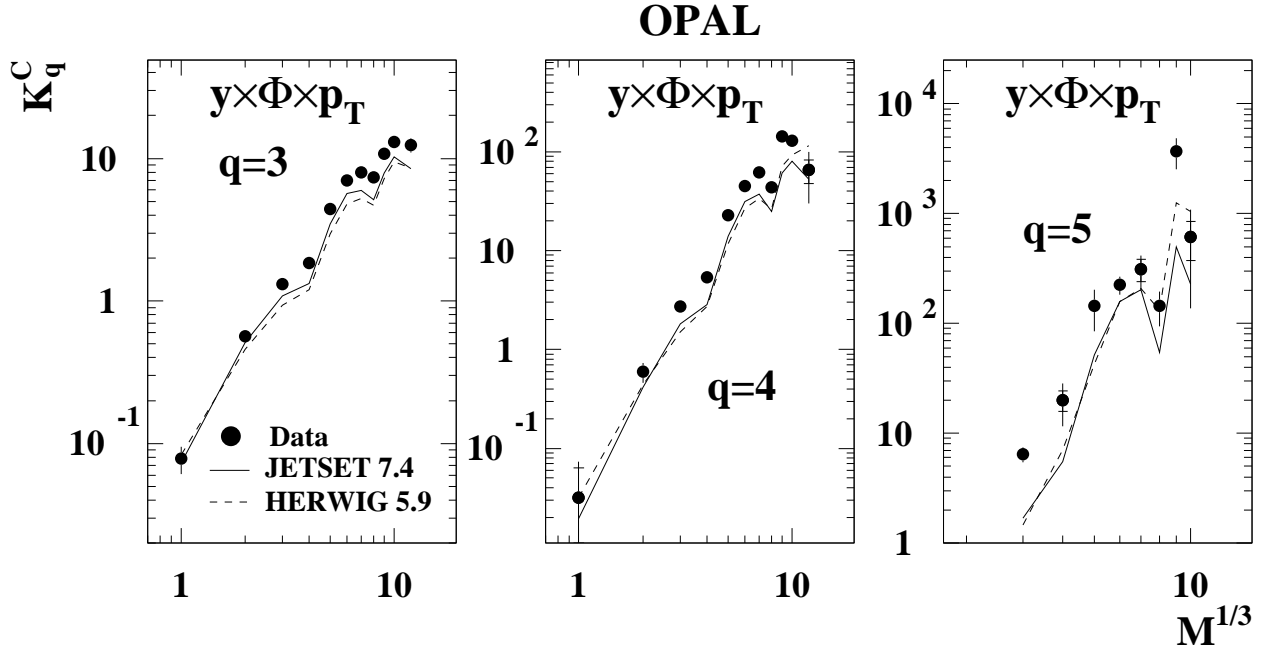 OPAL
K_q^C
y×Φ×p_T
q=3
10
1
10^-1
Data
JETSET 7.4
HERWIG 5.9
1 10
y×Φ×p_T
q=4
10^2
10
1
10^-1
1 10
y×Φ×p_T
q=5
10^4
10^3
10^2
10
1
10
M^1/3